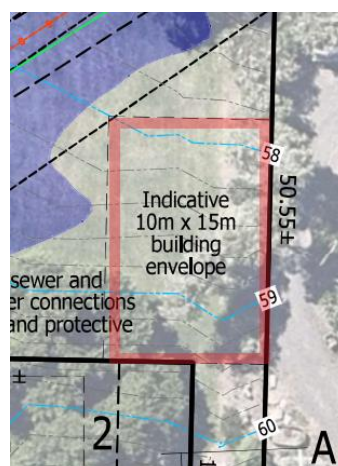 58
50.55±
Indicative
10m x 15m
building
envelope
sewer and
er connections
and protective
59
±
2
60
A